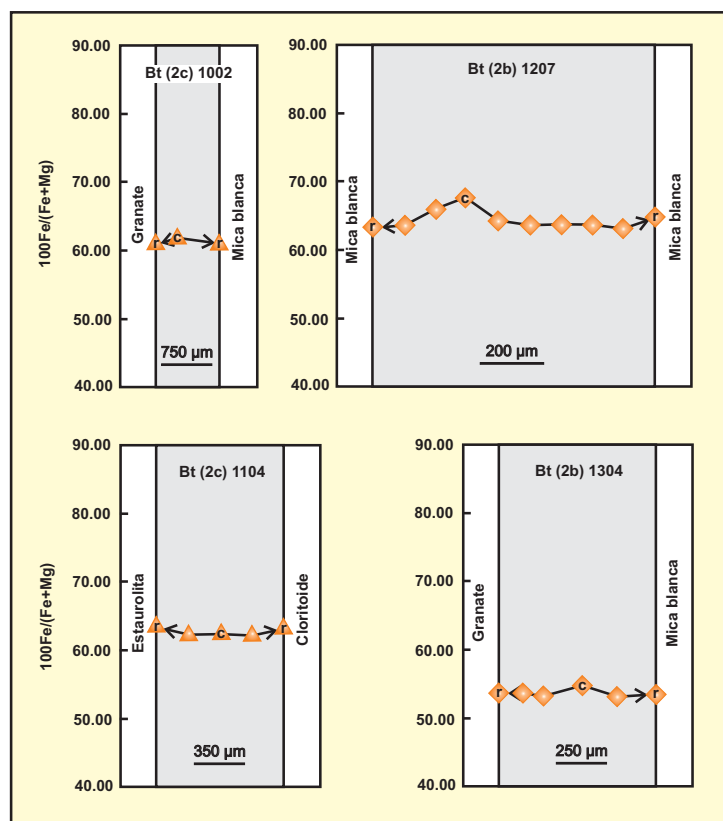 90.00
80.00
70.00
60.00
50.00
40.00
100Fe/(Fe+Mg)
Granate
Bt (2c) 1002
r
c
r
750 µm
Mica blanca
90.00
80.00
70.00
60.00
50.00
40.00
Mica blanca
Bt (2b) 1207
r
c
r
200 µm
Mica blanca
90.00
80.00
70.00
60.00
50.00
40.00
100Fe/(Fe+Mg)
Estaurolita
Bt (2c) 1104
r
c
r
350 µm
Cloritoide
90.00
80.00
70.00
60.00
50.00
40.00
Granate
Bt (2b) 1304
r
c
r
250 µm
Mica blanca